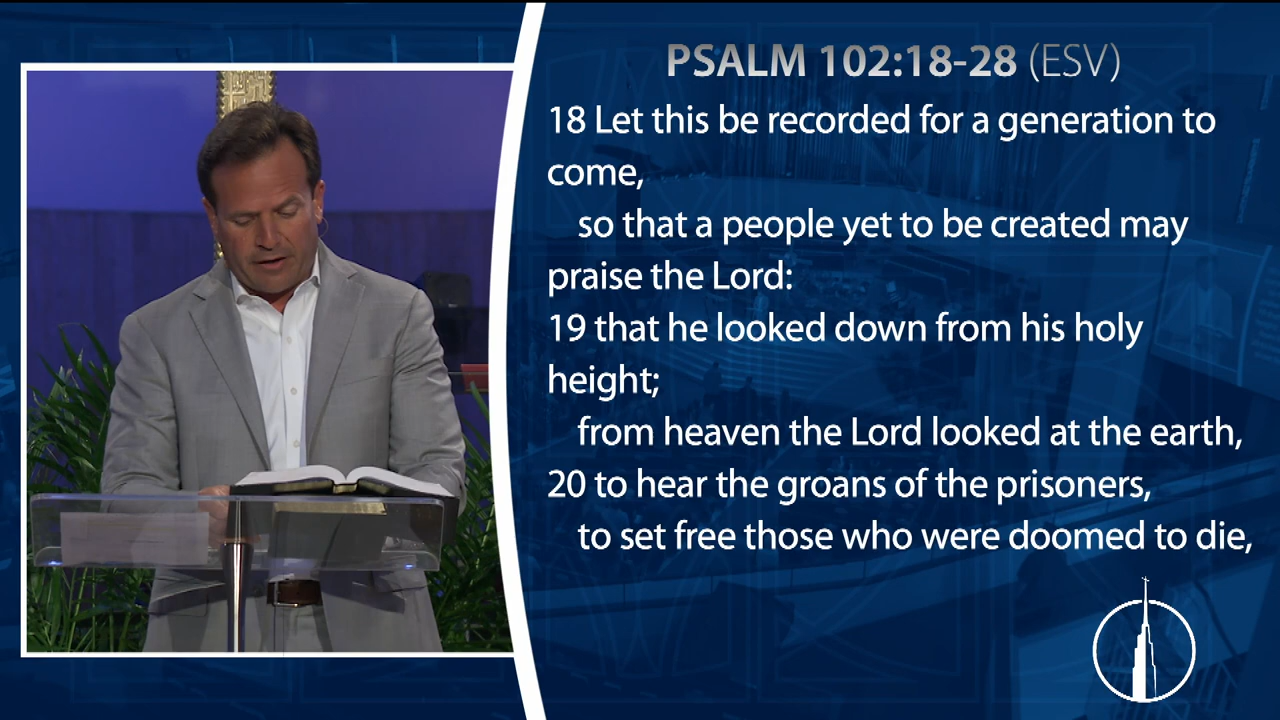 PSALM 102:18-28 (ESV)
18 Let this be recorded for a generation to
come,
so that a people yet to be created may
praise the Lord:
19 that he looked down from his holy
height;
from heaven the Lord looked at the earth,
20 to hear the groans of the prisoners,
to set free those who were doomed to die,